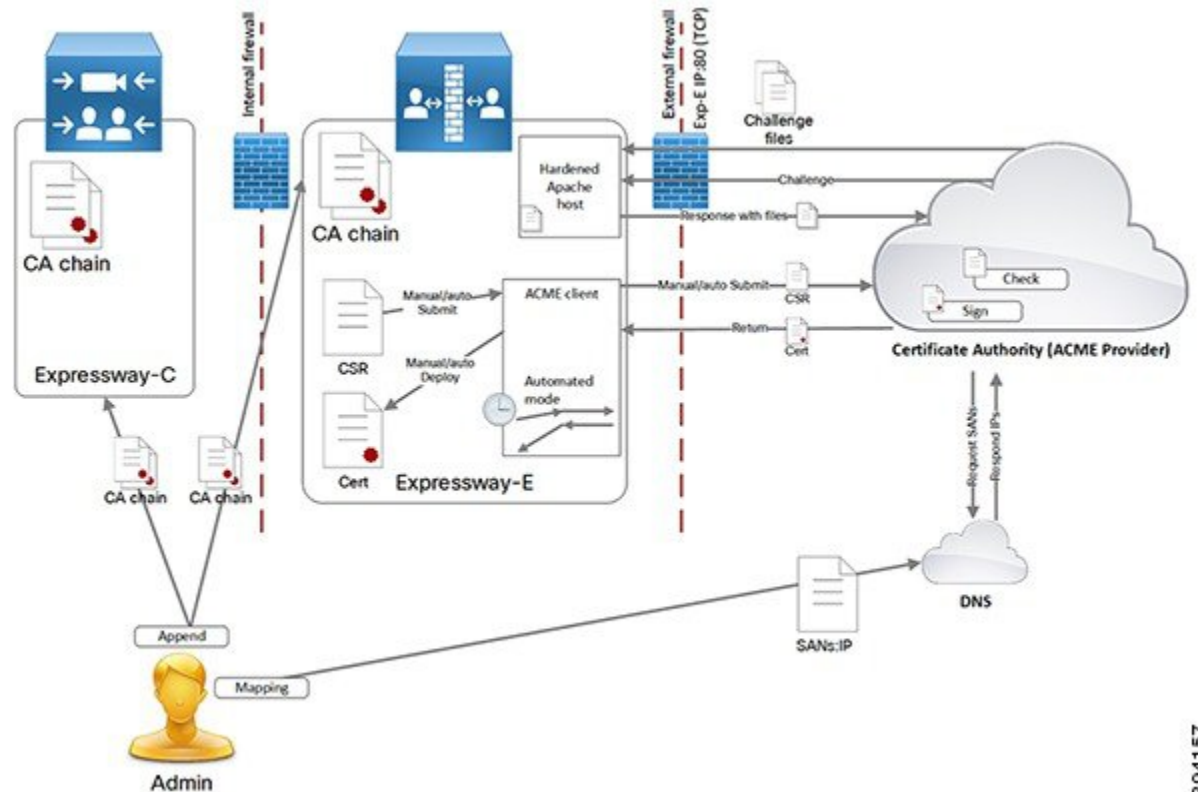 Internal firewall
External firewall
Exp-E IP:80 (TCP)
Challenge
files
Hardened
Apache
host
Challenge
Response with files
CA chain
CA chain
Check
Sign
Manual/auto
Submit
ACME client
Manual/auto Submit
CSR
Return
Cert
Certificate Authority (ACME Provider)
CSR
Manual/auto
Deploy
Expressway-C
Automated
mode
Cert
Expressway-E
Request SANs
Respond IPs
CA chain
CA chain
DNS
SANs:IP
Append
Mapping
Admin